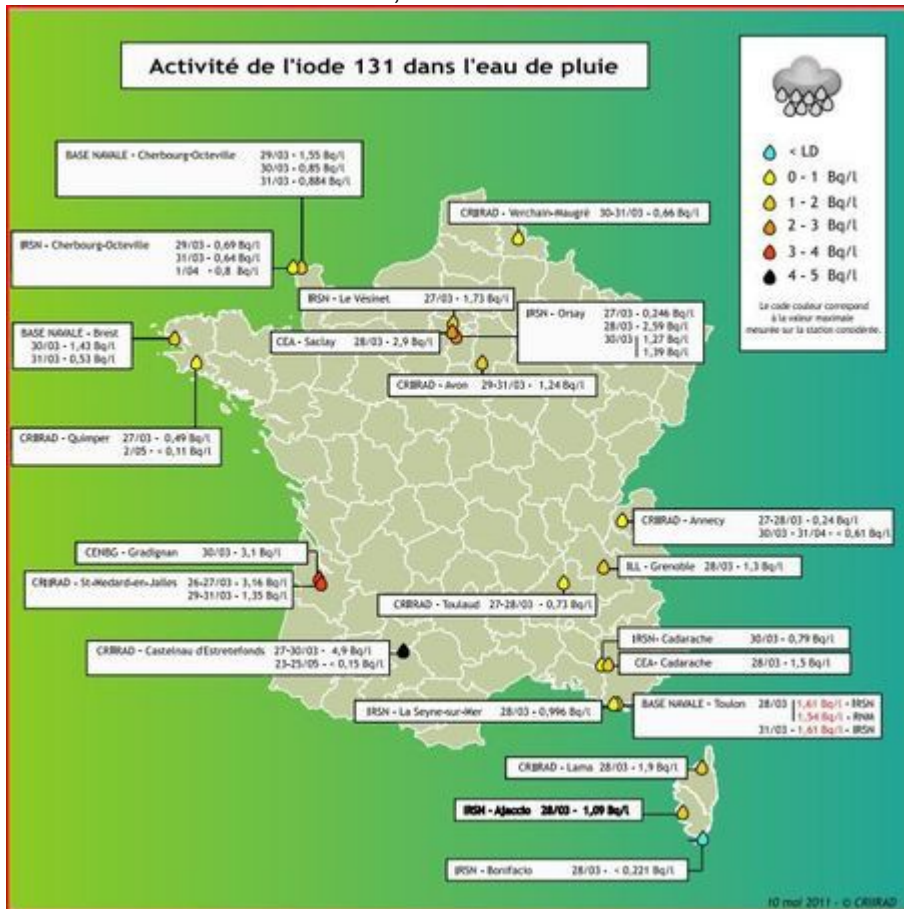 Activité de l'iode 131 dans l'eau de pluie
< LD
0 - 1 Bq/l
1 - 2 Bq/l
2 - 3 Bq/l
3 - 4 Bq/l
4 - 5 Bq/l
Le code couleur correspond
à la valeur maximale
mesurée sur la station considérée.
BASE NAVALE - Cherbourg-Octeville 29/03 - 1,55 Bq/l
30/03 - 0,85 Bq/l
31/03 - 0,884 Bq/l
CRIIRAD - Verchain-Maugré 30-31/03 - 0,66 Bq/l
IRSN - Cherbourg-Octeville 29/03 - 0,69 Bq/l
31/03 - 0,64 Bq/l
1/04 - 0,8 Bq/l
IRSN - Le Vésinet 27/03 - 1,73 Bq/l
IRSN - Orsay 27/03 - 0,246 Bq/l
28/03 - 2,59 Bq/l
30/03 1,27 Bq/l
1,39 Bq/l
BASE NAVALE - Brest
30/03 - 1,43 Bq/l
31/03 - 0,53 Bq/l
CEA - Saclay 28/03 - 2,9 Bq/l
CRIIRAD - Avon 29-31/03 - 1,24 Bq/l
CRIIRAD - Quimper 27/03 - 0,49 Bq/l
2/05 - < 0,11 Bq/l
CRIIRAD - Annecy 27-28/03 - 0,24 Bq/l
30/03 - 31/04 - < 0,61 Bq/l
CENBG - Gradignan 30/03 - 3,1 Bq/l
ILL - Grenoble 28/03 - 1,3 Bq/l
CRIIRAD - St-Medard-en-Jalles 26-27/03 - 3,16 Bq/l
29-31/03 - 1,35 Bq/l
CRIIRAD - Toulaud 27-28/03 - 0,73 Bq/l
IRSN- Cadarache 30/03 - 0,79 Bq/l
CRIIRAD - Castelnau d'Estretefonds 27-30/03 - 4,9 Bq/l
23-25/05 - < 0,15 Bq/l
CEA- Cadarache 28/03 - 1,5 Bq/l
IRSN - La Seyne-sur-Mer 28/03 - 0,996 Bq/l
BASE NAVALE - Toulon 28/03 1,61 Bq/l - IRSN
1,54 Bq/l - RNM
31/03 - 1,61 Bq/l - IRSN
CRIIRAD - Lama 28/03 - 1,9 Bq/l
IRSN - Ajaccio 28/03 - 1,09 Bq/l
IRSN - Bonifacio 28/03 - < 0,221 Bq/l
10 mai 2011 - © CRIIRAD